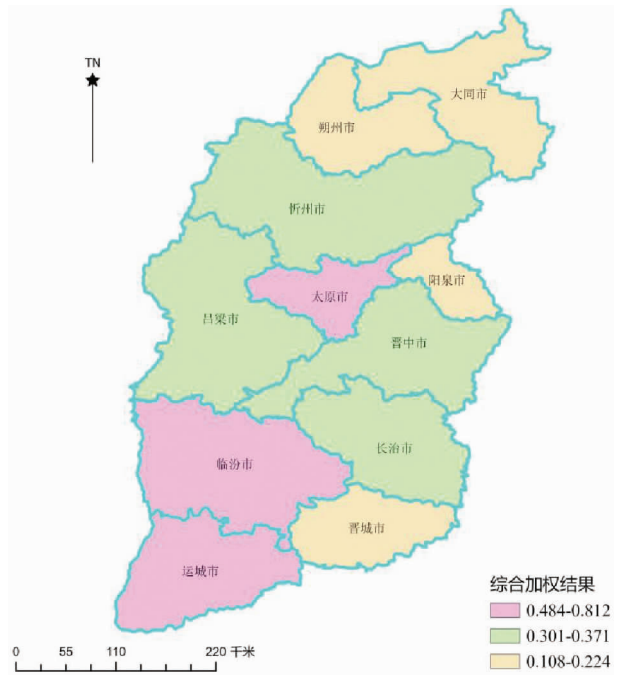 TN
大同市
朔州市
忻州市
阳泉市
太原市
吕梁市
晋中市
长治市
临汾市
晋城市
运城市
综合加权结果
0.484-0.812
0.301-0.371
0.108-0.224
0 55 110 220 千米